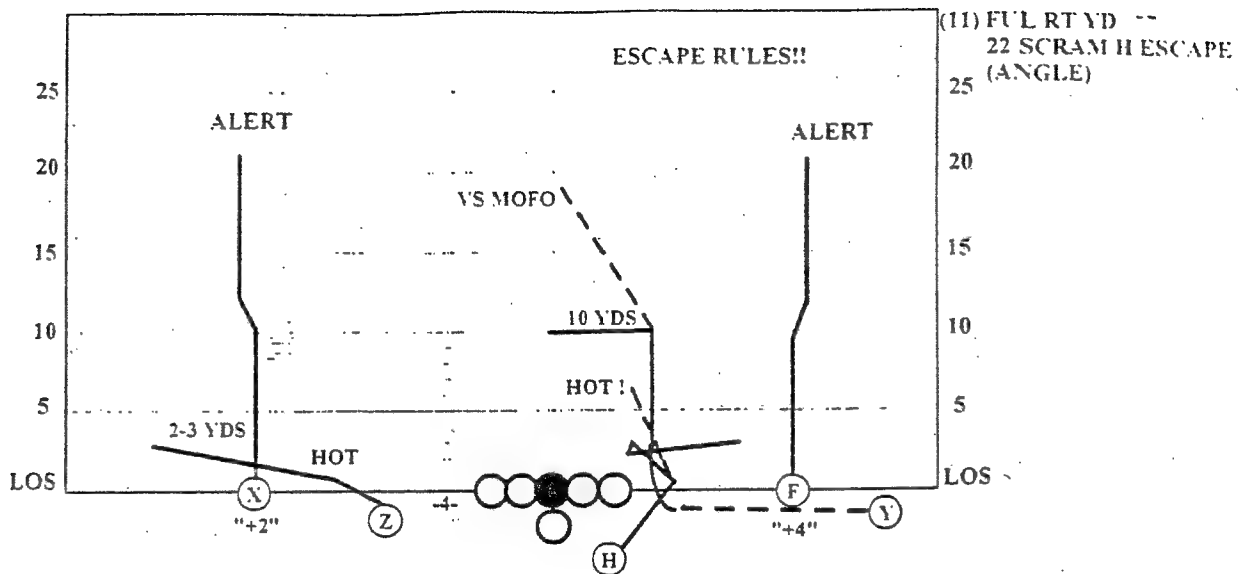 (11) FUL RT YD --
22 SCRAM H ESCAPE
(ANGLE)
ESCAPE RULES!!
25
25
ALERT
ALERT
20
20
VS MOFO
15
15
10 YDS
10
10
HOT !
5
5
2-3 YDS
HOT
LOS
LOS
X
F
Z
-4-
Y
"+2"
"+4"
H